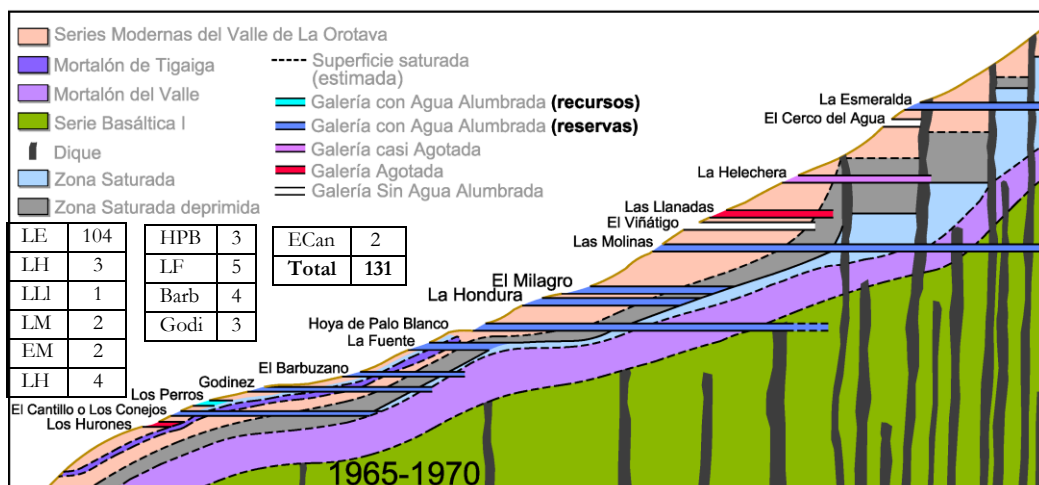 Series Modernas del Valle de La Orotava
Mortalón de Tigaiga
Mortalón del Valle
Serie Basáltica I
Dique
Zona Saturada
Zona Saturada deprimida
Superficie saturada
(estimada)
Galería con Agua Alumbrada (recursos)
Galería con Agua Alumbrada (reservas)
Galería casi Agotada
Galería Agotada
Galería Sin Agua Alumbrada
LE 104
LH 3
LLl 1
LM 2
EM 2
LH 4
HPB 3
LF 5
Barb 4
Godi 3
ECan 2
Total 131
La Esmeralda
El Cerco del Agua
La Helechera
Las Llanadas
El Viñátigo
Las Molinas
El Milagro
La Hondura
Hoya de Palo Blanco
La Fuente
El Barbuzano
Godinez
Los Perros
El Cantillo o Los Conejos
Los Hurones
1965-1970